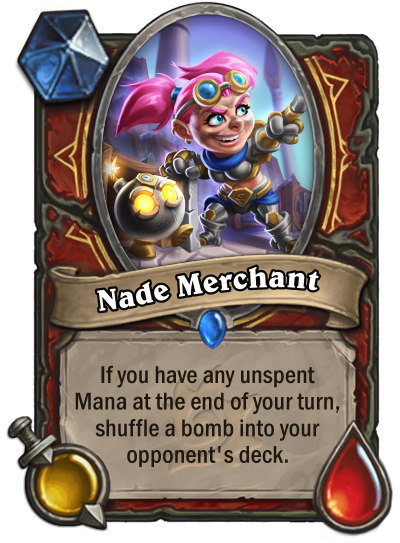 Nade Merchant
If you have any unspent
Mana at the end of your turn,
shuffle a bomb into your
opponent's deck.